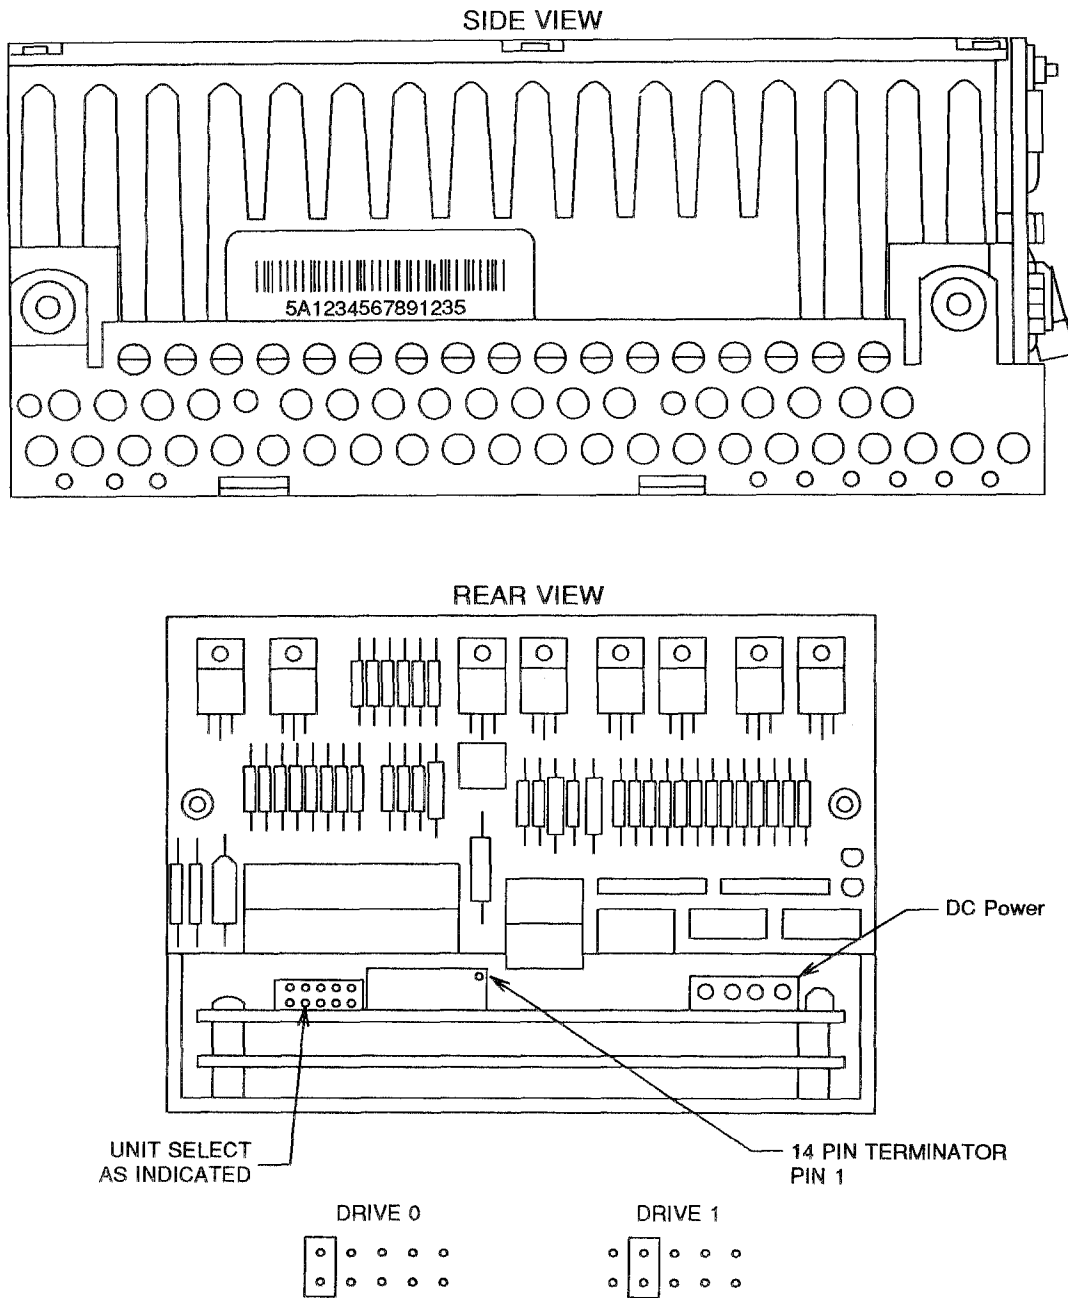 SIDE VIEW
5A1234567891235
REAR VIEW
DC Power
UNIT SELECT
AS INDICATED
14 PIN TERMINATOR
PIN 1
DRIVE 0
DRIVE 1